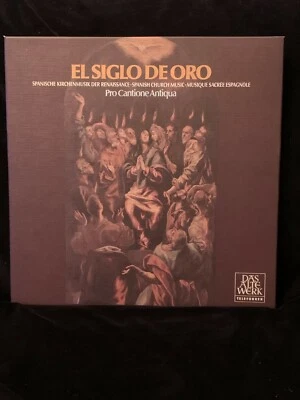 EL SIGLO DE ORO
SPANISCHE KIRCHENMUSIK DER RENAISSANCE · SPANISH CHURCH MUSIC · MUSIQUE SACRÉE ESPAGNOLE
Pro Cantione Antiqua
DAS
ALTE
WERK
TELEFUNKEN